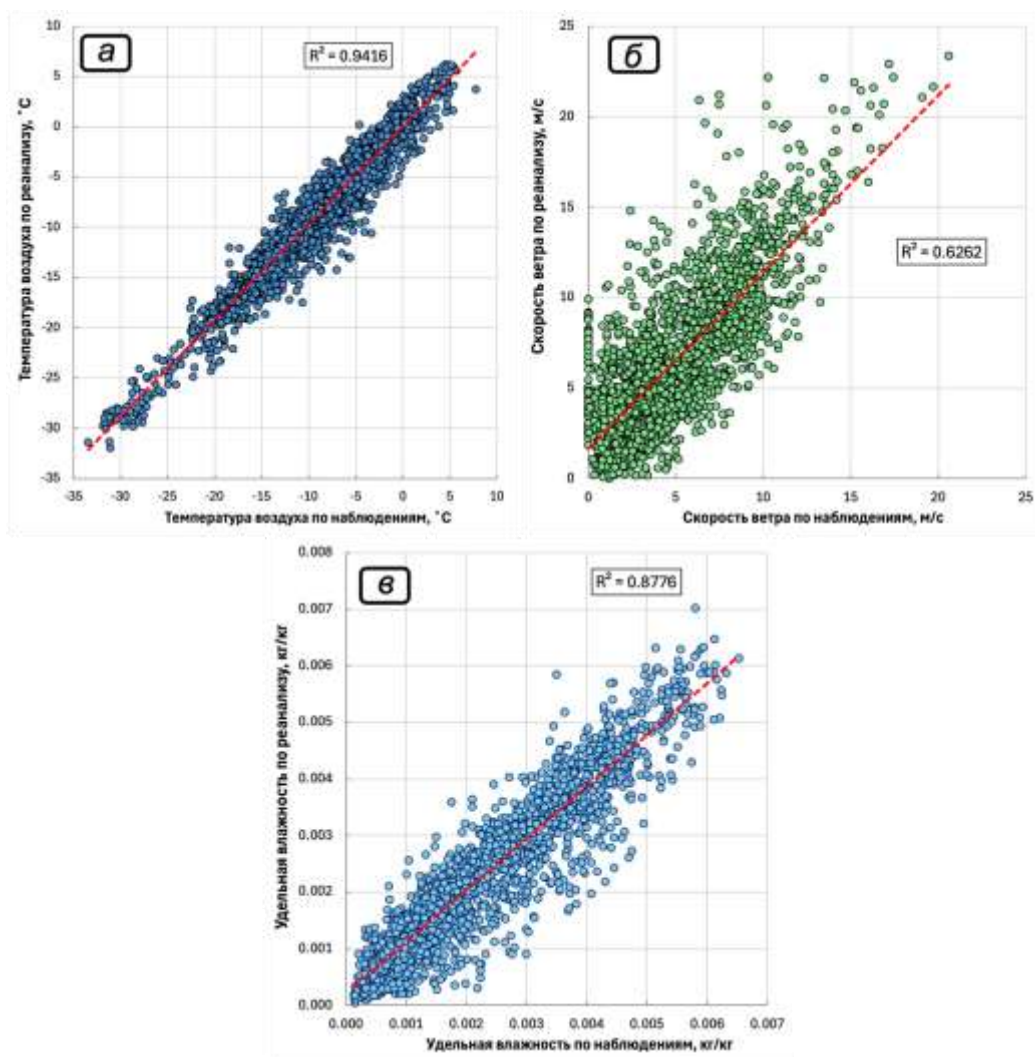 а
R² = 0.9416
Температура воздуха по реанализу, ˚С
10
5
0
-5
-10
-15
-20
-25
-30
-35
-35 -30 -25 -20 -15 -10 -5 0 5 10
Температура воздуха по наблюдениям, ˚С
б
R² = 0.6262
Скорость ветра по реанализу, м/с
25
20
15
10
5
0
0 5 10 15 20 25
Скорость ветра по наблюдениям, м/с
в
R² = 0.8776
Удельная влажность по реанализу, кг/кг
0.008
0.007
0.006
0.005
0.004
0.003
0.002
0.001
0.000
0.000 0.001 0.002 0.003 0.004 0.005 0.006 0.007
Удельная влажность по наблюдениям, кг/кг